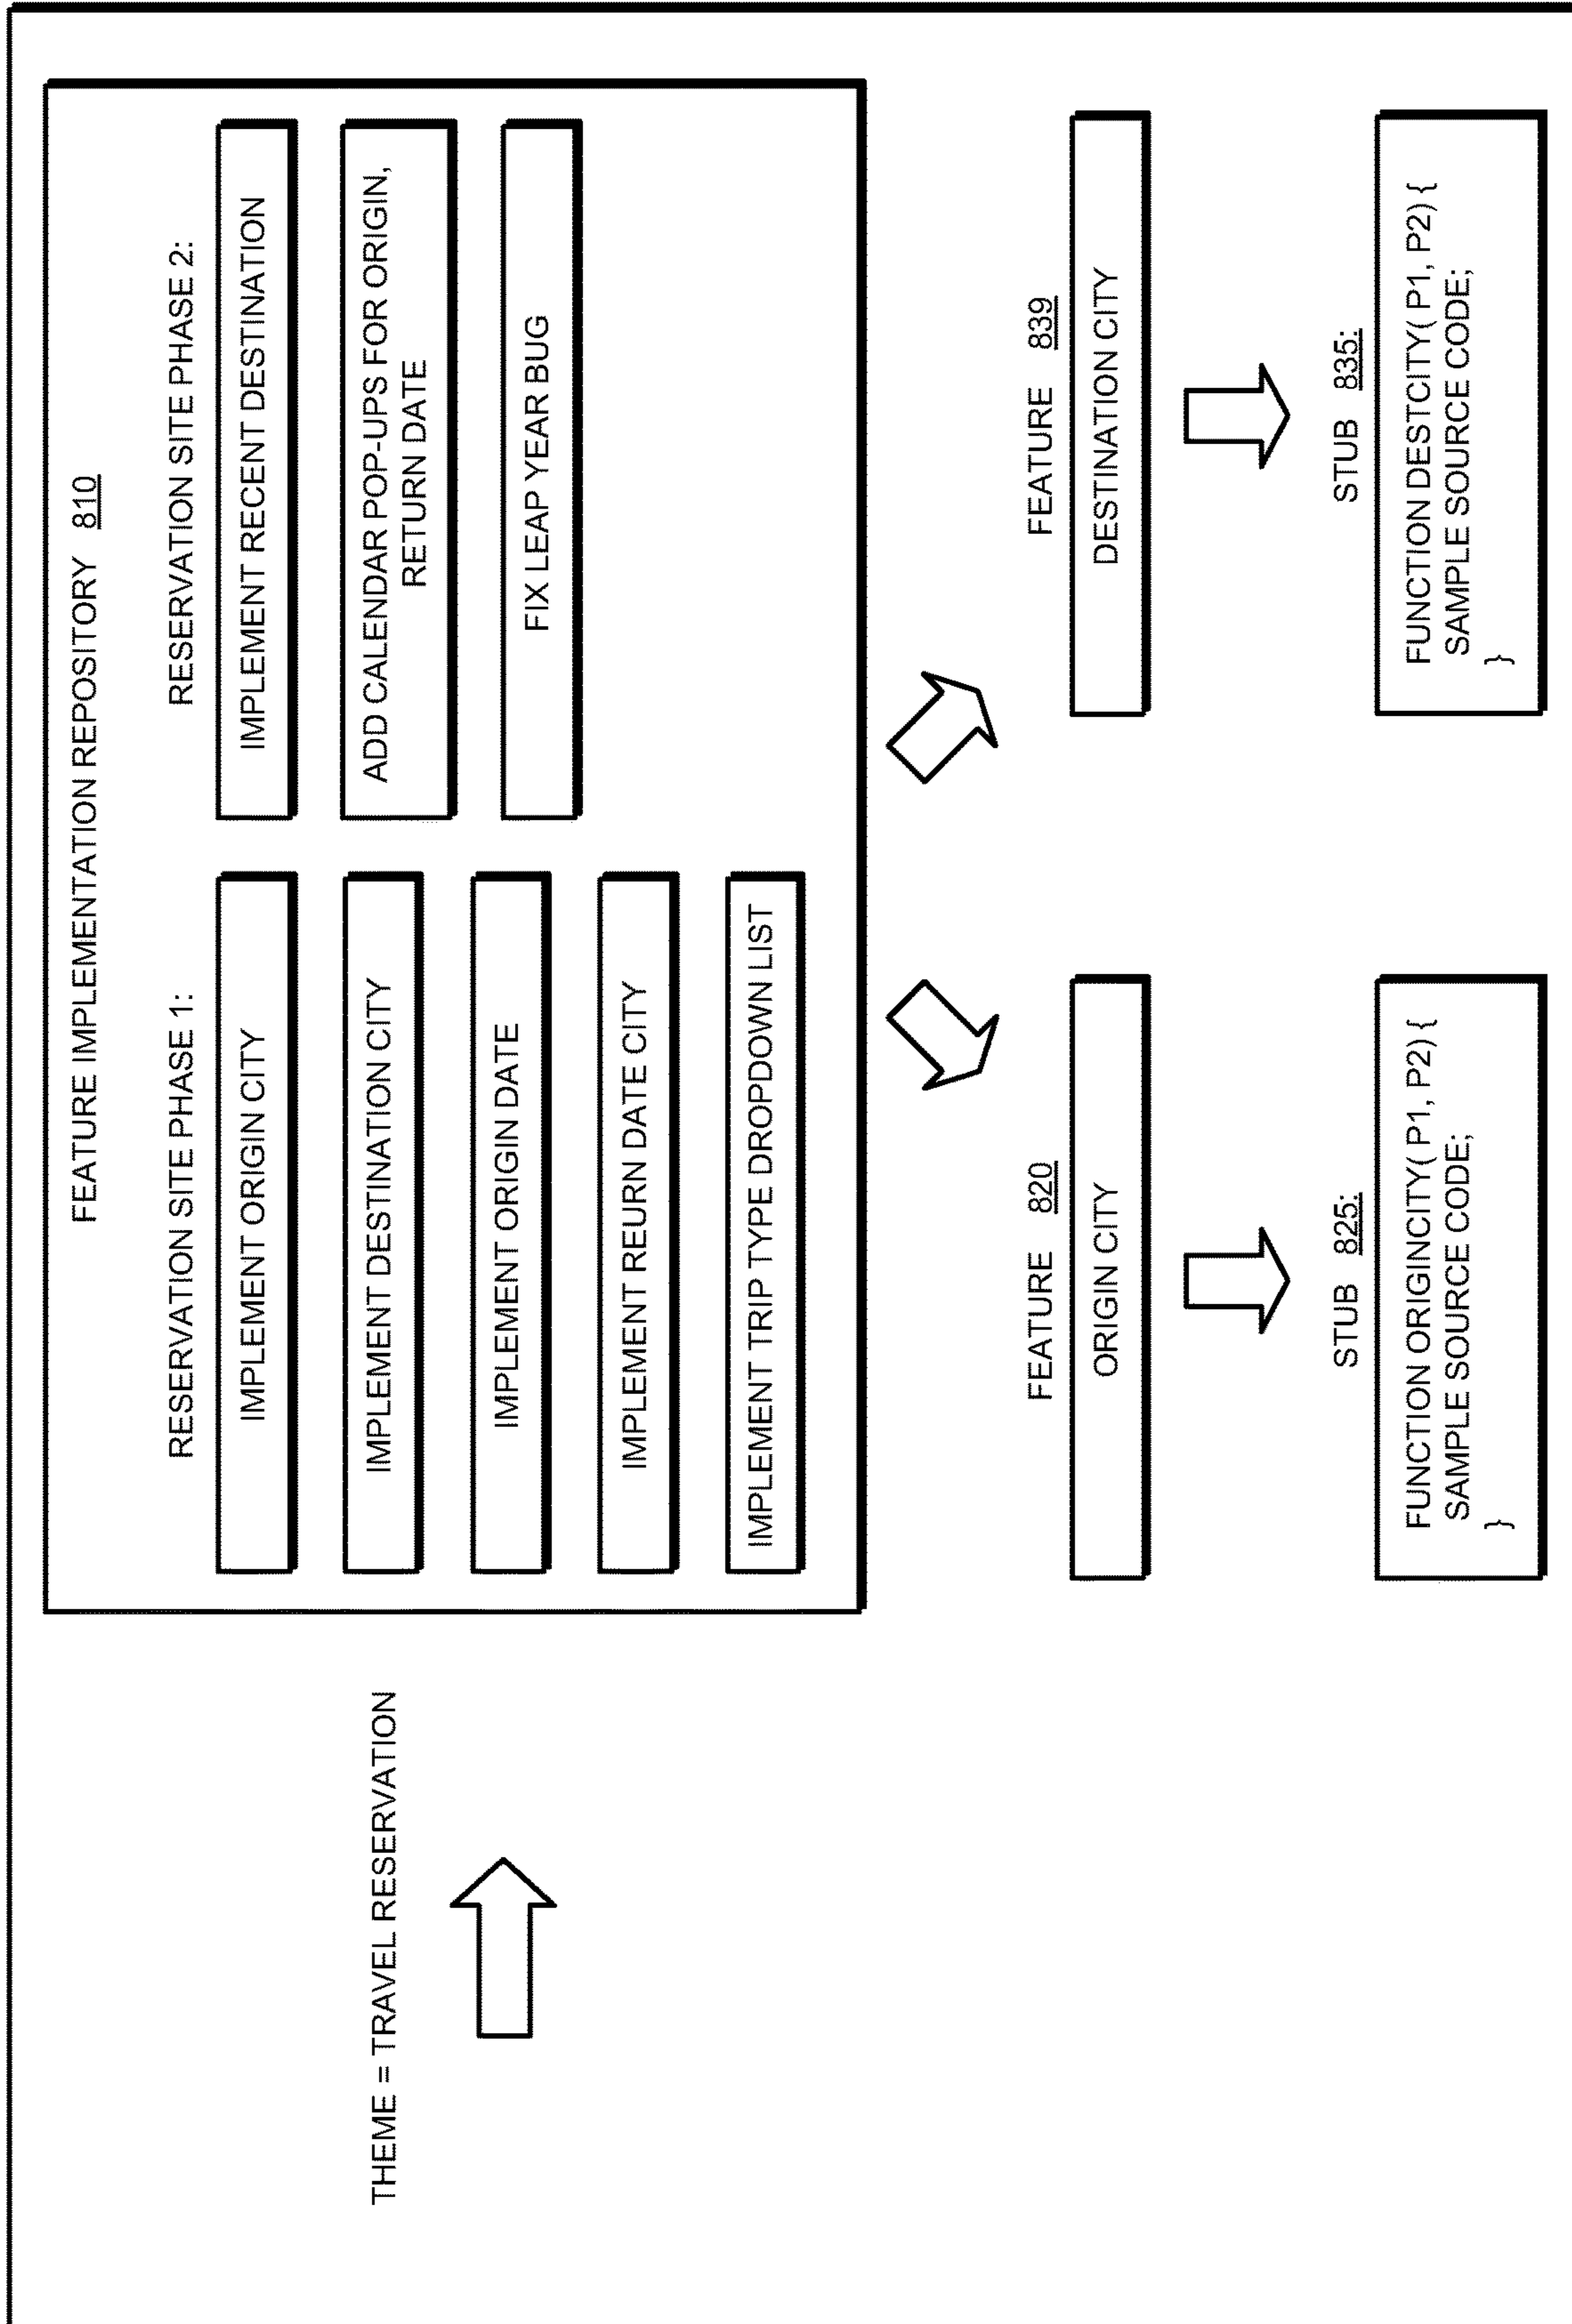 THEME = TRAVEL RESERVATION
FEATURE IMPLEMENTATION REPOSITORY 810
RESERVATION SITE PHASE 1:
IMPLEMENT ORIGIN CITY
IMPLEMENT DESTINATION CITY
IMPLEMENT ORIGIN DATE
IMPLEMENT REURN DATE CITY
IMPLEMENT TRIP TYPE DROPDOWN LIST
RESERVATION SITE PHASE 2:
IMPLEMENT RECENT DESTINATION
ADD CALENDAR POP-UPS FOR ORIGIN,
RETURN DATE
FIX LEAP YEAR BUG
FEATURE 820
ORIGIN CITY
STUB 825:
FUNCTION ORIGINCITY( P1, P2) {
SAMPLE SOURCE CODE;
}
FEATURE 839
DESTINATION CITY
STUB 835:
FUNCTION DESTCITY( P1, P2) {
SAMPLE SOURCE CODE;
}